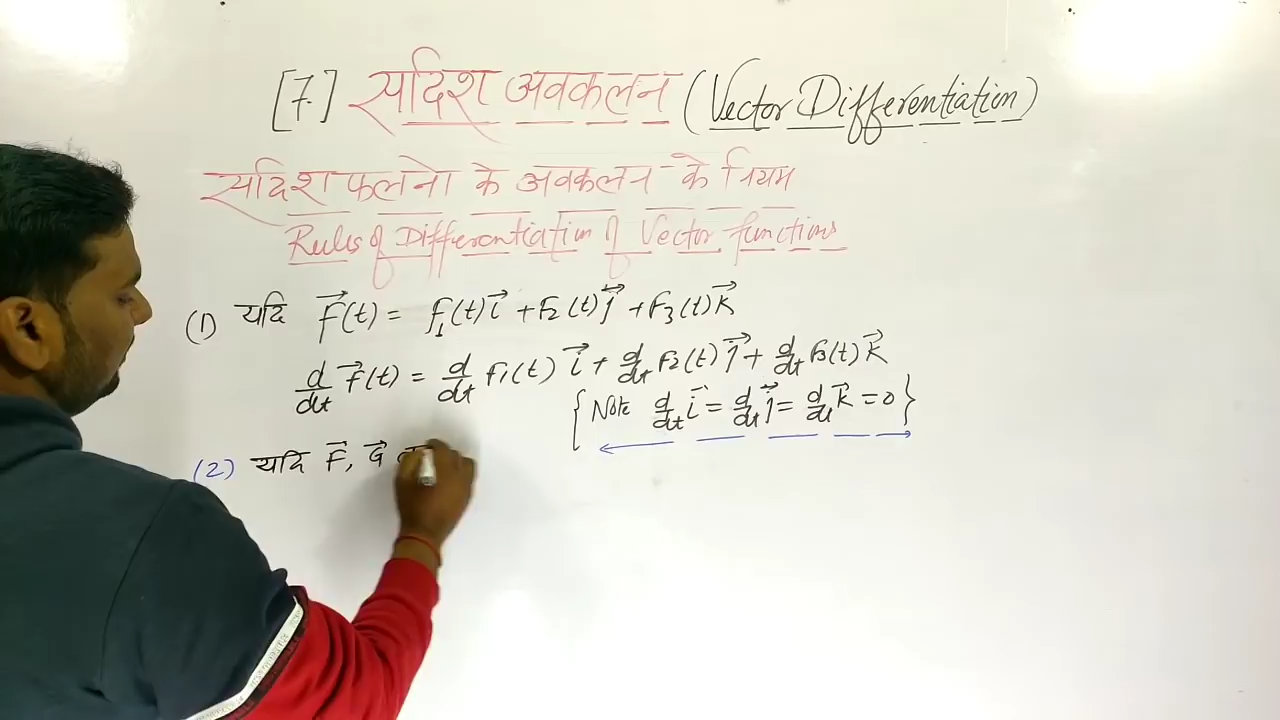 [7] सदिश अवकलन (Vector Differentiation)
सदिश फलनो के अवकलन के नियम
Rules of Differentiation of Vector functions
(1) यदि F⃗(t) = F₁(t)i⃗ + F₂(t)j⃗ + F₃(t)k⃗
d/dt F⃗(t) = d/dt F₁(t) i⃗ + d/dt F₂(t) j⃗ + d/dt F₃(t) k⃗
{ Note d/dt i⃗ = d/dt j⃗ = d/dt k⃗ = 0 }
(2) यदि F⃗, G⃗